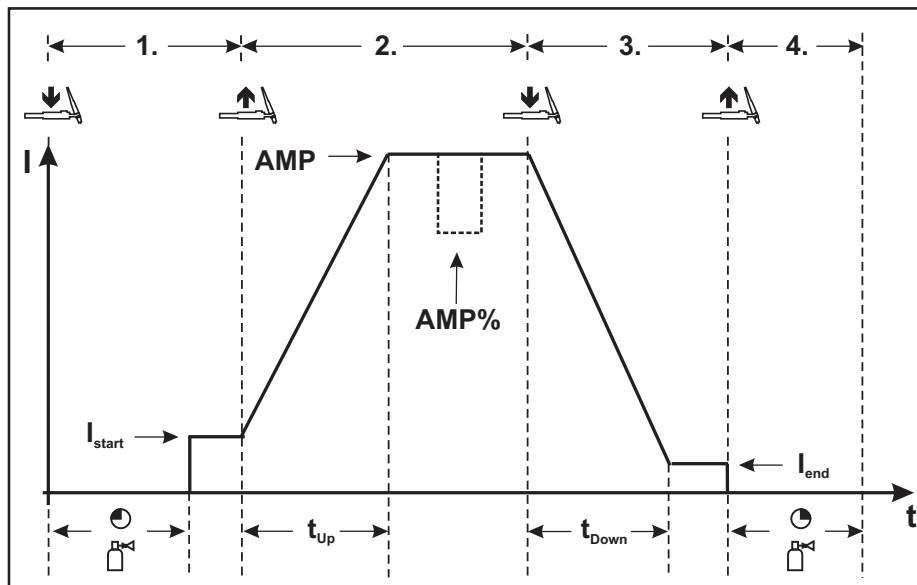 1. 2. 3. 4.
I
AMP
AMP%
Istart
Iend
t
tUp
tDown